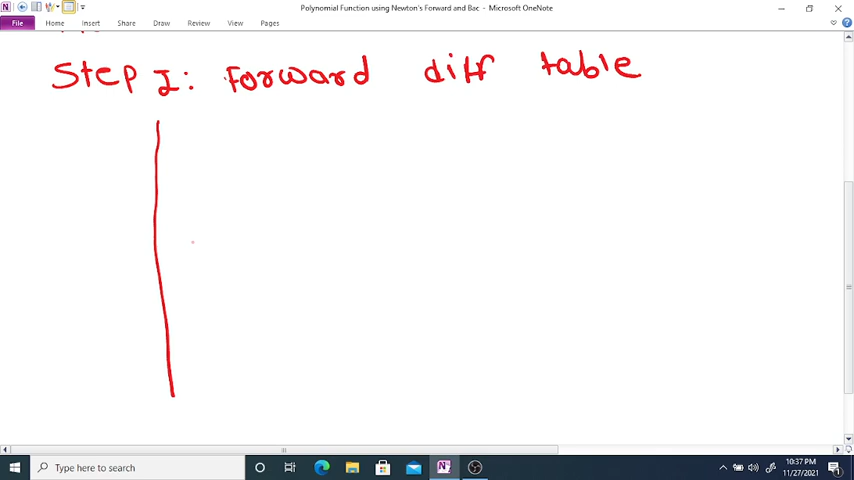 Polynomial Function using Newton's Forward and Bac - Microsoft OneNote
File Home Insert Share Draw Review View Pages
Step I: Forward diff table
Type here to search
10:37 PM
11/27/2021